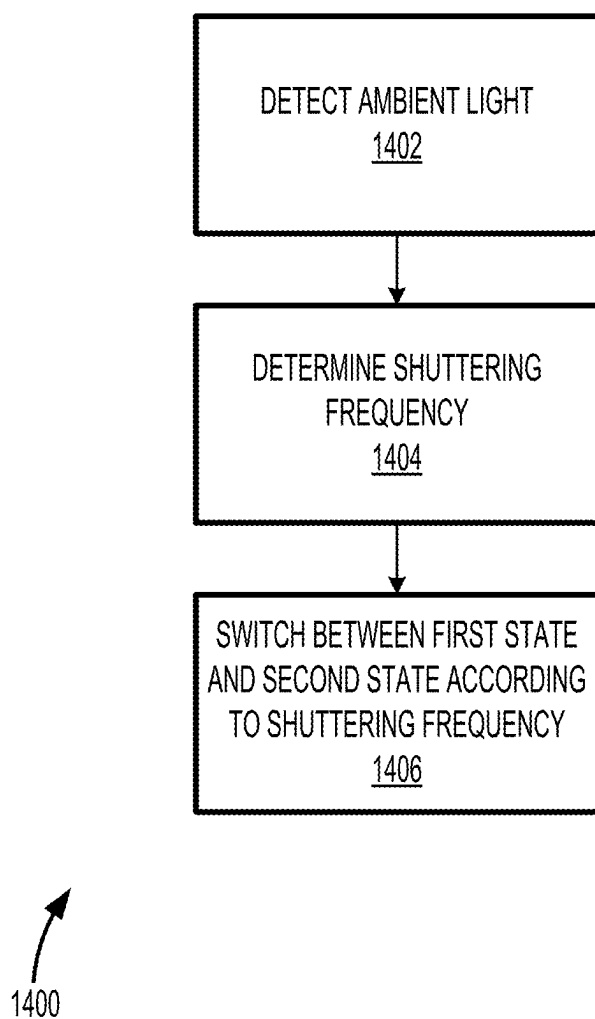 DETECT AMBIENT LIGHT
1402
DETERMINE SHUTTERING
FREQUENCY
1404
SWITCH BETWEEN FIRST STATE
AND SECOND STATE ACCORDING
TO SHUTTERING FREQUENCY
1406
1400